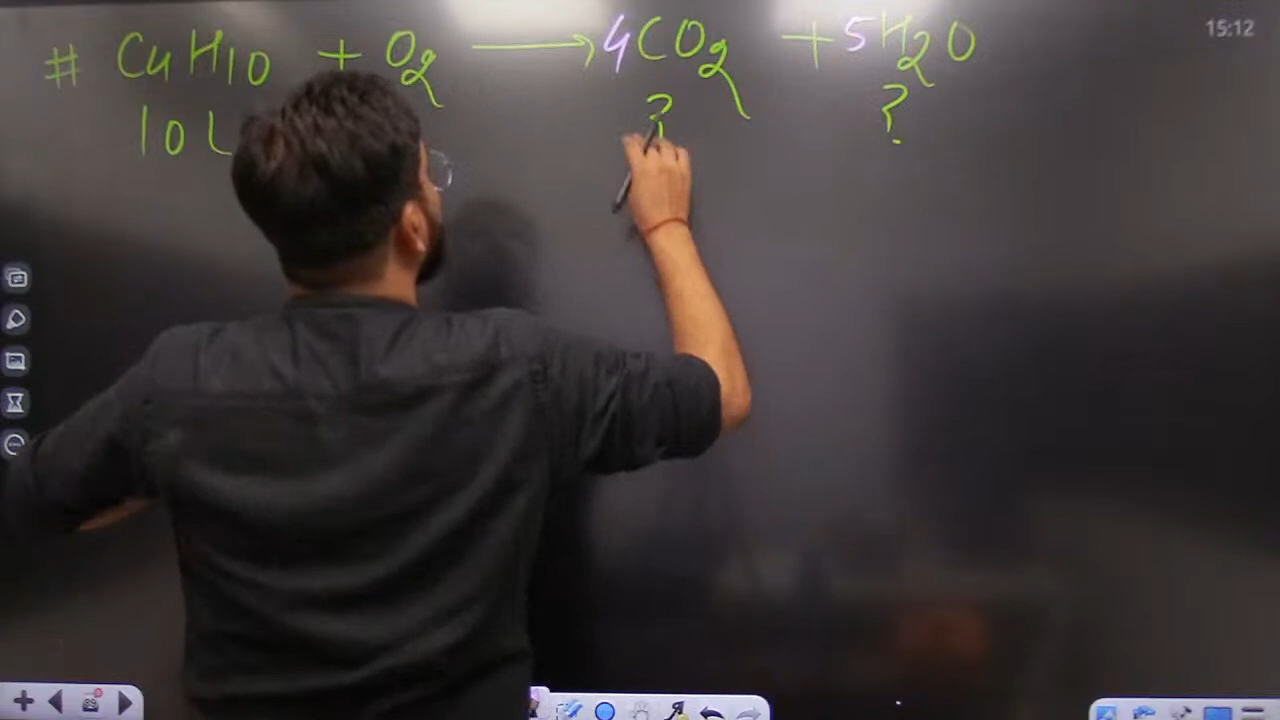 15:12
# C4H10 + O2 → 4CO2 + 5H2O
10 L ? ?